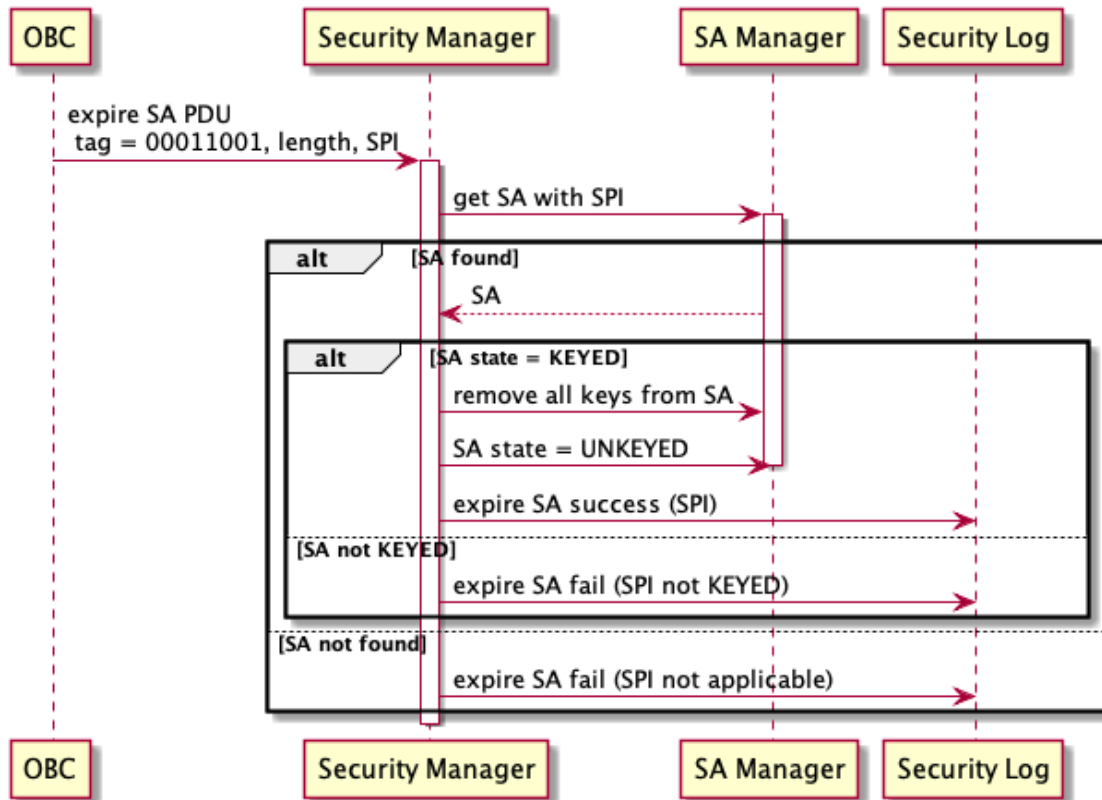 OBC
Security Manager
SA Manager
Security Log
expire SA PDU
tag = 00011001, length, SPI
get SA with SPI
alt
[SA found]
SA
alt
[SA state = KEYED]
remove all keys from SA
SA state = UNKEYED
expire SA success (SPI)
[SA not KEYED]
expire SA fail (SPI not KEYED)
[SA not found]
expire SA fail (SPI not applicable)
OBC
Security Manager
SA Manager
Security Log